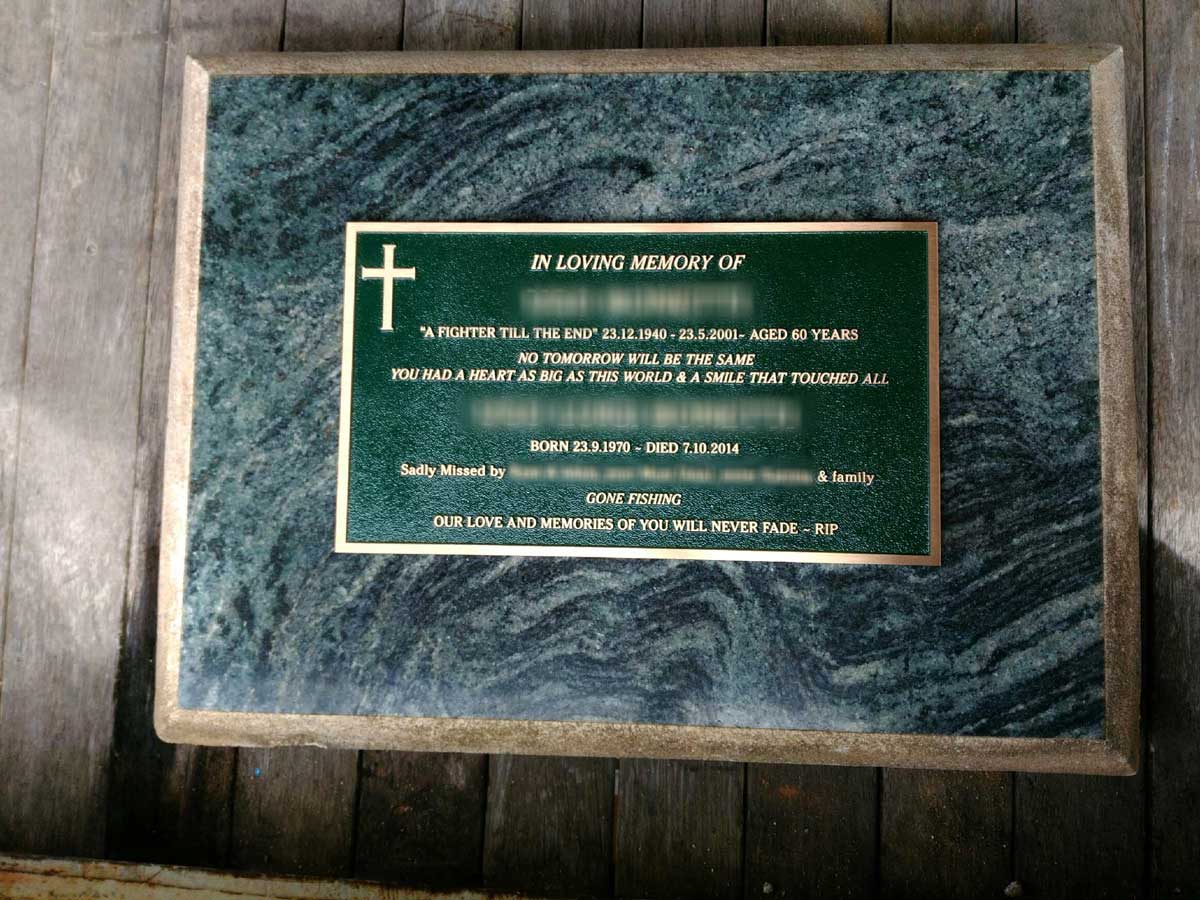 IN LOVING MEMORY OF
"A FIGHTER TILL THE END" 23.12.1940 - 23.5.2001~ AGED 60 YEARS
NO TOMORROW WILL BE THE SAME
YOU HAD A HEART AS BIG AS THIS WORLD & A SMILE THAT TOUCHED ALL
BORN 23.9.1970 ~ DIED 7.10.2014
Sadly Missed by & family
GONE FISHING
OUR LOVE AND MEMORIES OF YOU WILL NEVER FADE ~ RIP